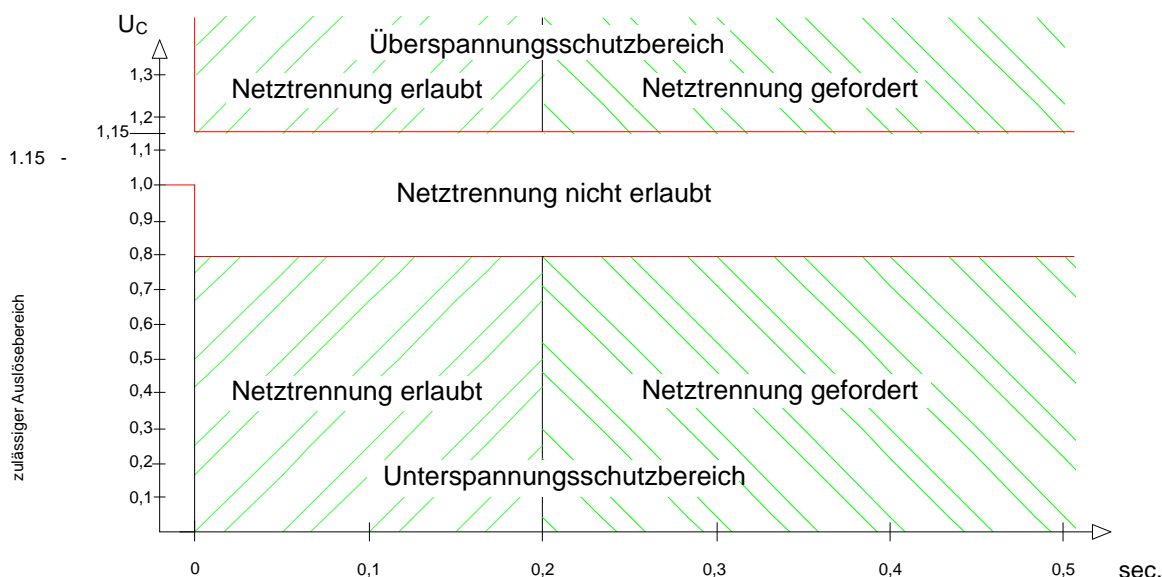 UC
Überspannungsschutzbereich
1,3
Netztrennung erlaubt
Netztrennung gefordert
1,2
1,15
1,1
1.15 -
1,0
Netztrennung nicht erlaubt
0,9
0,8
0,7
0,6
0,5
0,4
Netztrennung erlaubt
Netztrennung gefordert
0,3
0,2
Unterspannungsschutzbereich
0,1
zulässiger Auslösebereich
0
0,1
0,2
0,3
0,4
0,5
sec.